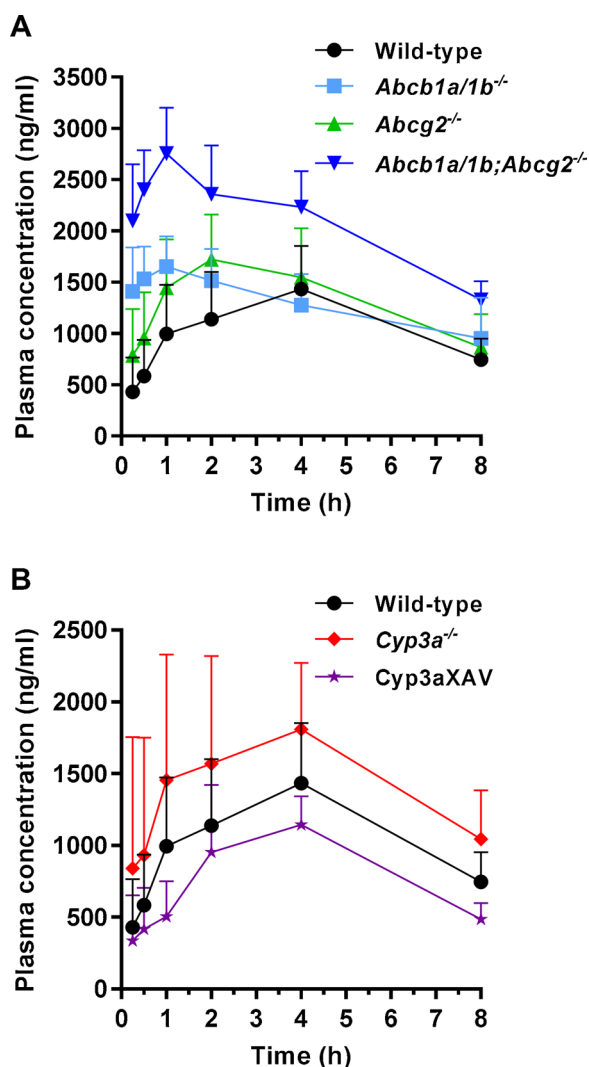 A
Wild-type
Abcb1a/1b-/-
Abcg2-/-
Abcb1a/1b;Abcg2-/-
Plasma concentration (ng/ml)
3500
3000
2500
2000
1500
1000
500
0
0 1 2 3 4 5 6 7 8
Time (h)
B
Wild-type
Cyp3a-/-
Cyp3aXAV
Plasma concentration (ng/ml)
2500
2000
1500
1000
500
0
0 1 2 3 4 5 6 7 8
Time (h)